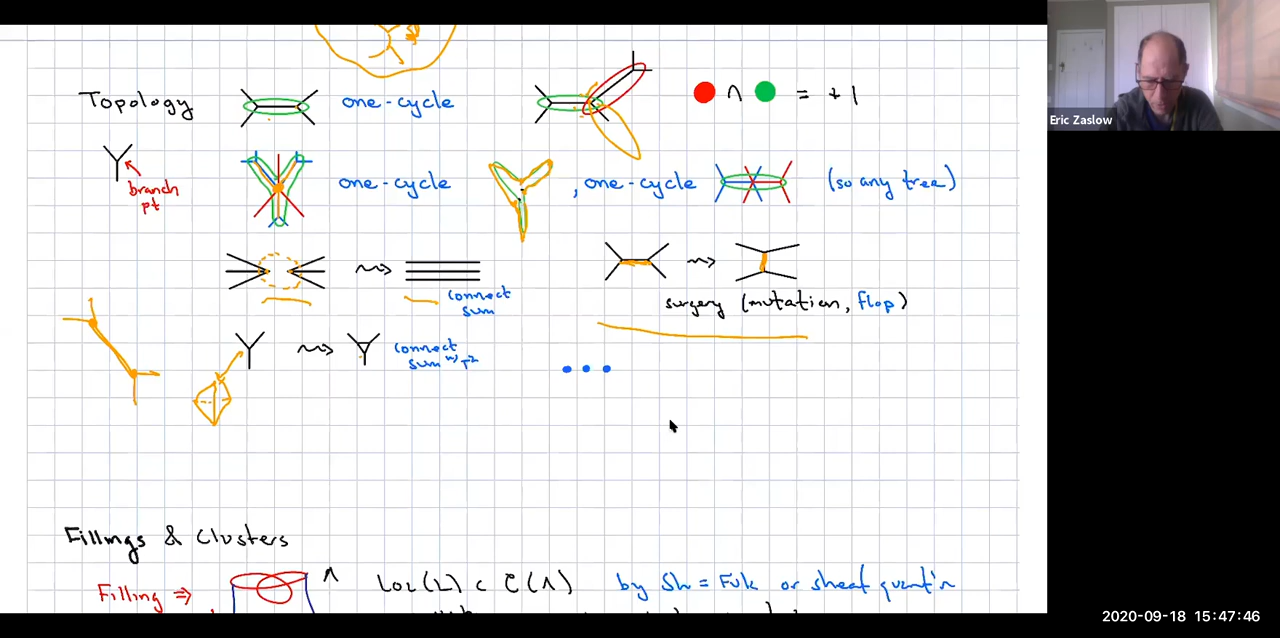 Topology
one-cycle
∩ = +1
Eric Zaslow
branch
pt
one-cycle
, one-cycle
(so any tree)
connect
sum
surgery (mutation, flop)
connect
sum w/ T²
Fillings & Clusters
Filling ⇒
Λ
Loc(L) ⊂ C(Λ)
by Sh = Fuk or sheaf quant'n
2020-09-18 15:47:46